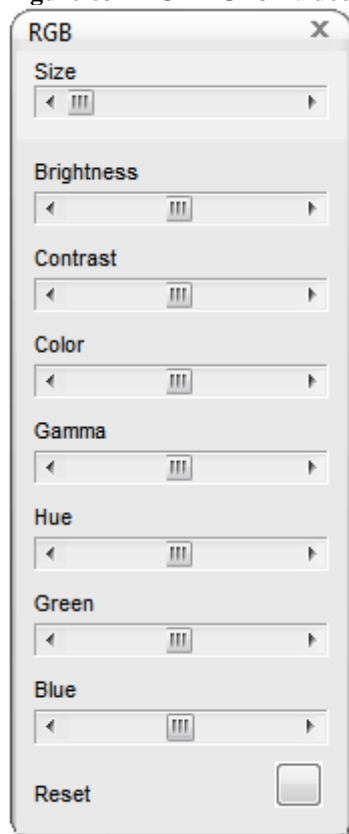 RGB
Size
Brightness
Contrast
Color
Gamma
Hue
Green
Blue
Reset